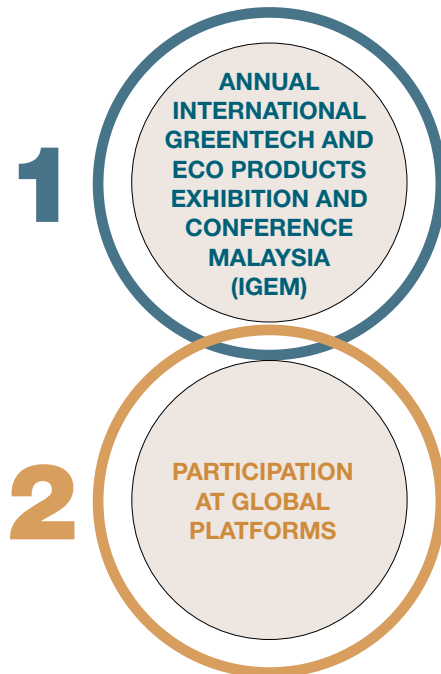 1
ANNUAL
INTERNATIONAL
GREENTECH AND
ECO PRODUCTS
EXHIBITION AND
CONFERENCE
MALAYSIA
(IGEM)
2
PARTICIPATION
AT GLOBAL
PLATFORMS